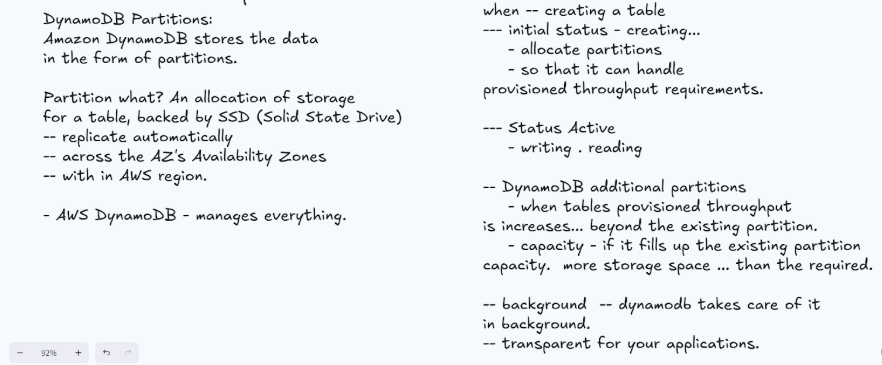 DynamoDB Partitions:
Amazon DynamoDB stores the data
in the form of partitions.
Partition what? An allocation of storage
for a table, backed by SSD (Solid State Drive)
-- replicate automatically
-- across the AZ's Availability Zones
-- with in AWS region.
- AWS DynamoDB - manages everything.
when -- creating a table
--- initial status - creating...
- allocate partitions
- so that it can handle
provisioned throughput requirements.
--- Status Active
- writing . reading
-- DynamoDB additional partitions
- when tables provisioned throughput
is increases... beyond the existing partition.
- capacity - if it fills up the existing partition
capacity. more storage space ... than the required.
-- background -- dynamodb takes care of it
in background.
-- transparent for your applications.
− 92% +